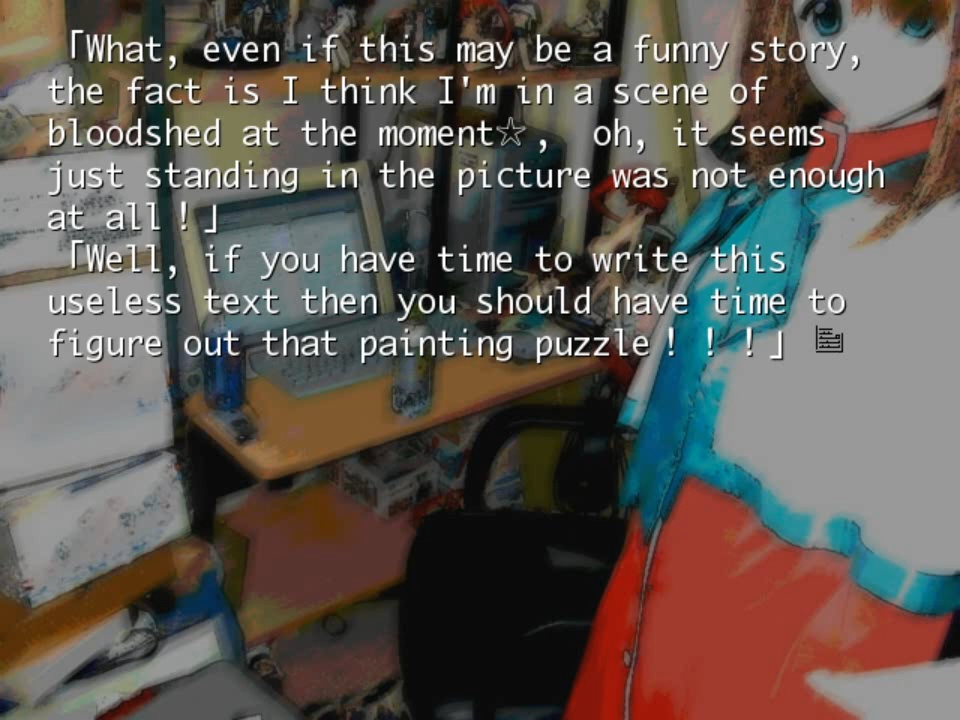 「What, even if this may be a funny story,
the fact is I think I'm in a scene of
bloodshed at the moment☆, oh, it seems
just standing in the picture was not enough
at all！」
「Well, if you have time to write this
useless text then you should have time to
figure out that painting puzzle！！！」